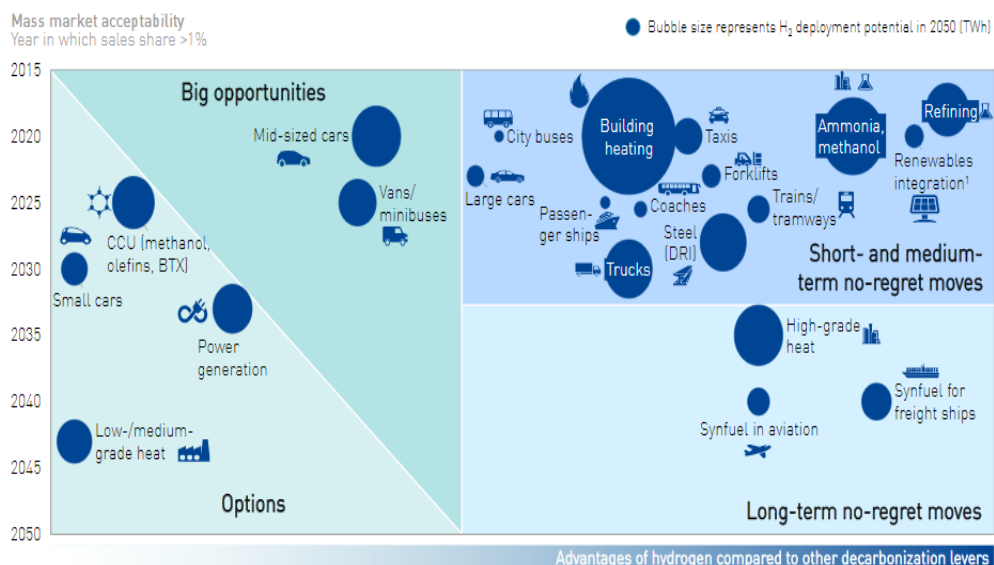 Mass market acceptability
Year in which sales share >1%
Bubble size represents H₂ deployment potential in 2050 (TWh)
2015
2020
2025
2030
2035
2040
2045
2050
Big opportunities
Mid-sized cars
Vans/
minibuses
CCU (methanol,
olefins, BTX)
Small cars
Power
generation
Low-/medium-
grade heat
Options
City buses
Building
heating
Taxis
Ammonia,
methanol
Refining
Renewables
integration¹
Large cars
Forklifts
Passen-
ger ships
Coaches
Trains/
tramways
Steel
(DRI)
Trucks
Short- and medium-
term no-regret moves
High-grade
heat
Synfuel for
freight ships
Synfuel in aviation
Long-term no-regret moves
Advantages of hydrogen compared to other decarbonization levers